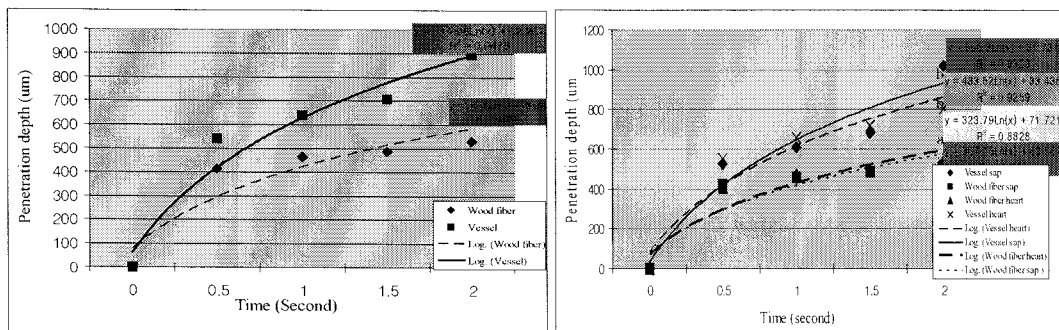 1000
900
800
700
600
500
400
300
200
100
0
Penetration depth (um)
0
0.5
1
1.5
2
Time (Second)
Wood fiber
Vessel
Log. (Wood fiber)
Log. (Vessel)
1200
1000
800
600
400
200
0
Penetration depth (um
0
0.5
1
1.5
2
Time (second)
y = 433.62Ln(x) + 33.43
R² = 0.9259
y = 323.79Ln(x) + 71.721
R² = 0.8828
Vessel sap
Wood fiber sap
Wood fiber heart
Vessel heart
Log. (Vessel heart)
Log. (Vessel sap)
Log. (Wood fiber heart)
Log. (Wood fiber sap)